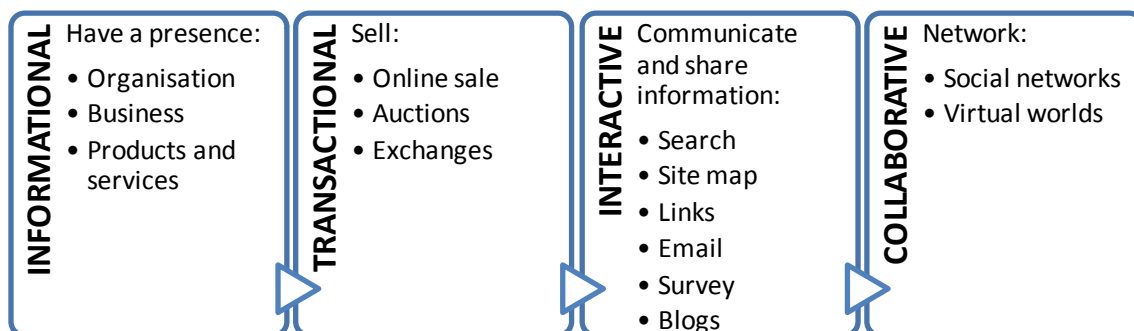 INFORMATIONAL
Have a presence:
• Organisation
• Business
• Products and
services
TRANSACTIONAL
Sell:
• Online sale
• Auctions
• Exchanges
INTERACTIVE
Communicate
and share
information:
• Search
• Site map
• Links
• Email
• Survey
• Blogs
COLLABORATIVE
Network:
• Social networks
• Virtual worlds